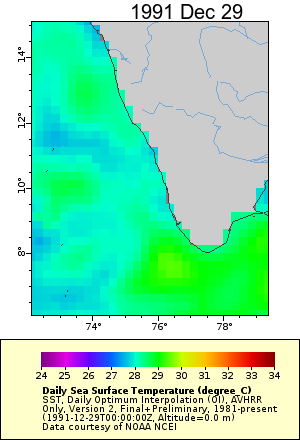 1991 Dec 29
14°
12°
10°
8°
74°
76°
78°
24 25 26 27 28 29 30 31 32 33 34
Daily Sea Surface Temperature (degree_C)
SST, Daily Optimum Interpolation (OI), AVHRR
Only, Version 2, Final+Preliminary, 1981-present
(1991-12-29T00:00:00Z, Altitude=0.0 m)
Data courtesy of NOAA NCEI